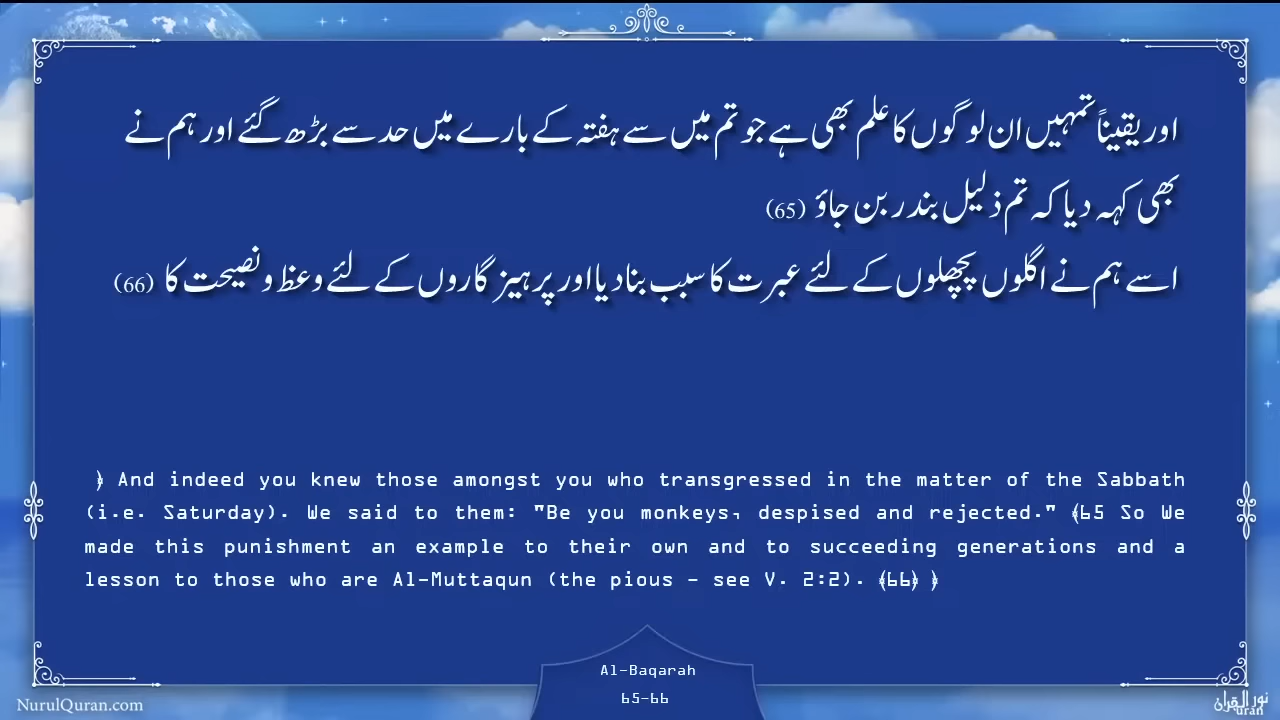 اور یقیناً تمہیں ان لوگوں کا علم بھی ہے جو تم میں سے ہفتہ کے بارے میں حد سے بڑھ گئے اور ہم نے
بھی کہہ دیا کہ تم ذلیل بندر بن جاؤ (65)
اسے ہم نے اگلوں پچھلوں کے لئے عبرت کا سبب بنا دیا اور پرہیز گاروں کے لئے وعظ و نصیحت کا (66)
﴿ And indeed you knew those amongst you who transgressed in the matter of the Sabbath
(i.e. Saturday). We said to them: "Be you monkeys, despised and rejected." ﴾65 So We
made this punishment an example to their own and to succeeding generations and a
lesson to those who are Al-Muttaqun (the pious - see V. 2:2). ﴾66﴿ ﴿
Al-Baqarah
65-66
NurulQuran.com
نور القرآن
uran